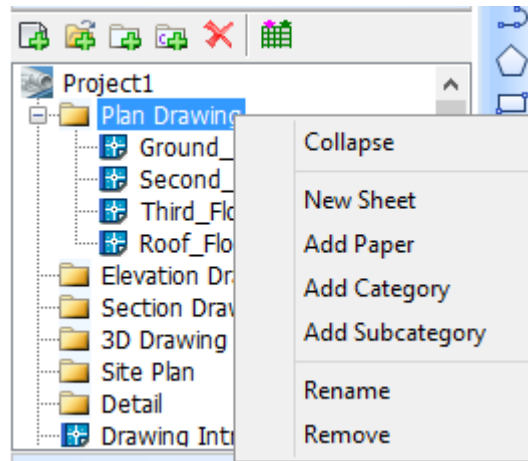 Project1
Plan Drawing
Ground_
Second_
Third_Flo
Roof_Flo
Elevation Dr
Section Draw
3D Drawing
Site Plan
Detail
Drawing Intr
Collapse
New Sheet
Add Paper
Add Category
Add Subcategory
Rename
Remove